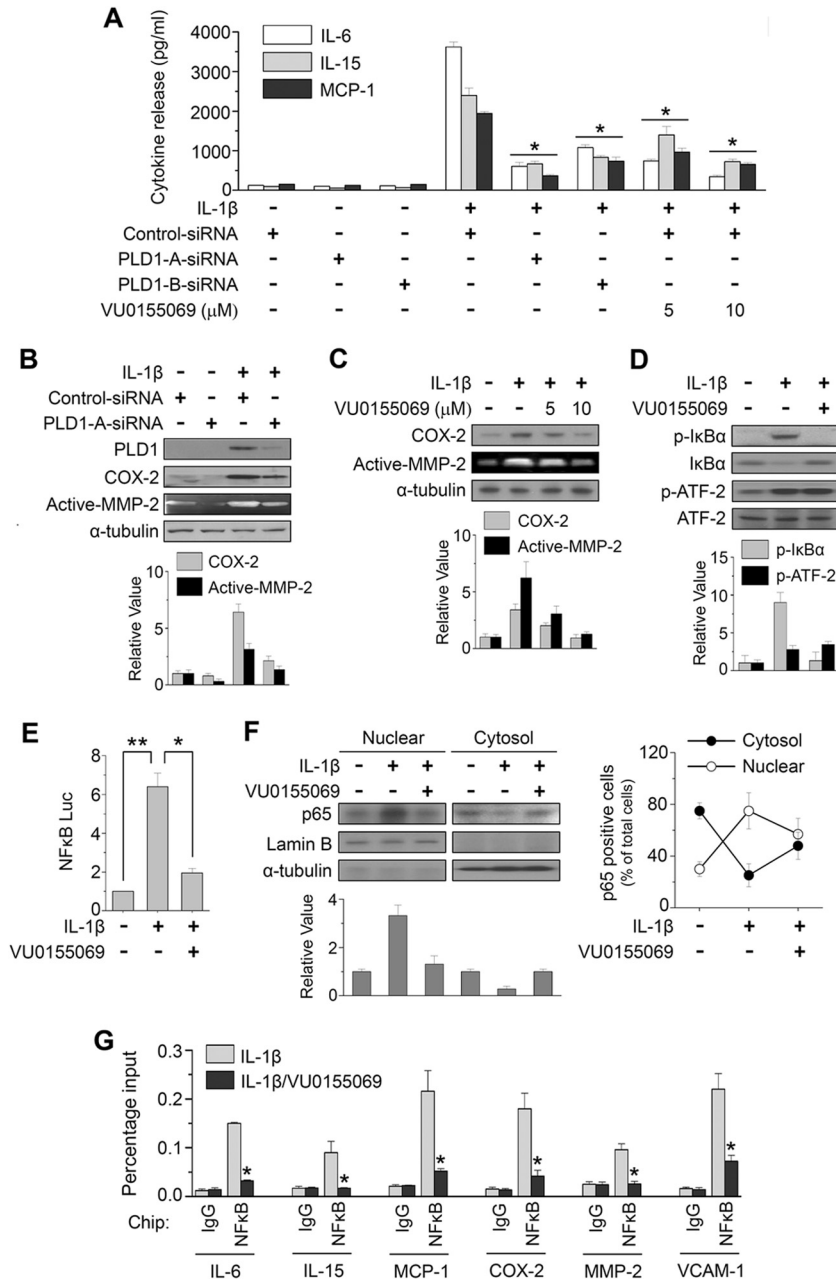 A
Cytokine release (pg/ml)
4000
3000
2000
1000
0
IL-6
IL-15
MCP-1
* * * *
IL-1β - - - + + + + +
Control-siRNA + - - + - - + +
PLD1-A-siRNA - + - - + - - -
PLD1-B-siRNA - - + - - + - -
VU0155069 (μM) - - - - - - 5 10
B
IL-1β - - + +
Control-siRNA + - + -
PLD1-A-siRNA - + - +
PLD1
COX-2
Active-MMP-2
α-tubulin
Relative Value
10
5
0
COX-2
Active-MMP-2
C
IL-1β - + + +
VU0155069 (μM) - - 5 10
COX-2
Active-MMP-2
α-tubulin
Relative Value
10
5
0
COX-2
Active-MMP-2
D
IL-1β - + +
VU0155069 - - +
p-IκBα
IκBα
p-ATF-2
ATF-2
Relative Value
15
10
5
0
p-IκBα
p-ATF-2
E
NFκB Luc
8
6
4
2
0
** *
IL-1β - + +
VU0155069 - - +
F
Nuclear Cytosol
IL-1β - + + - + +
VU0155069 - - + - - +
p65
Lamin B
α-tubulin
Relative Value
4
2
0
p65 positive cells
(% of total cells)
120
80
40
0
Cytosol
Nuclear
IL-1β - + +
VU0155069 - - +
G
Percentage input
0.3
0.2
0.1
0.0
IL-1β
IL-1β/VU0155069
* * * * * *
Chip: IgG NFκB IgG NFκB IgG NFκB IgG NFκB IgG NFκB IgG NFκB
IL-6 IL-15 MCP-1 COX-2 MMP-2 VCAM-1